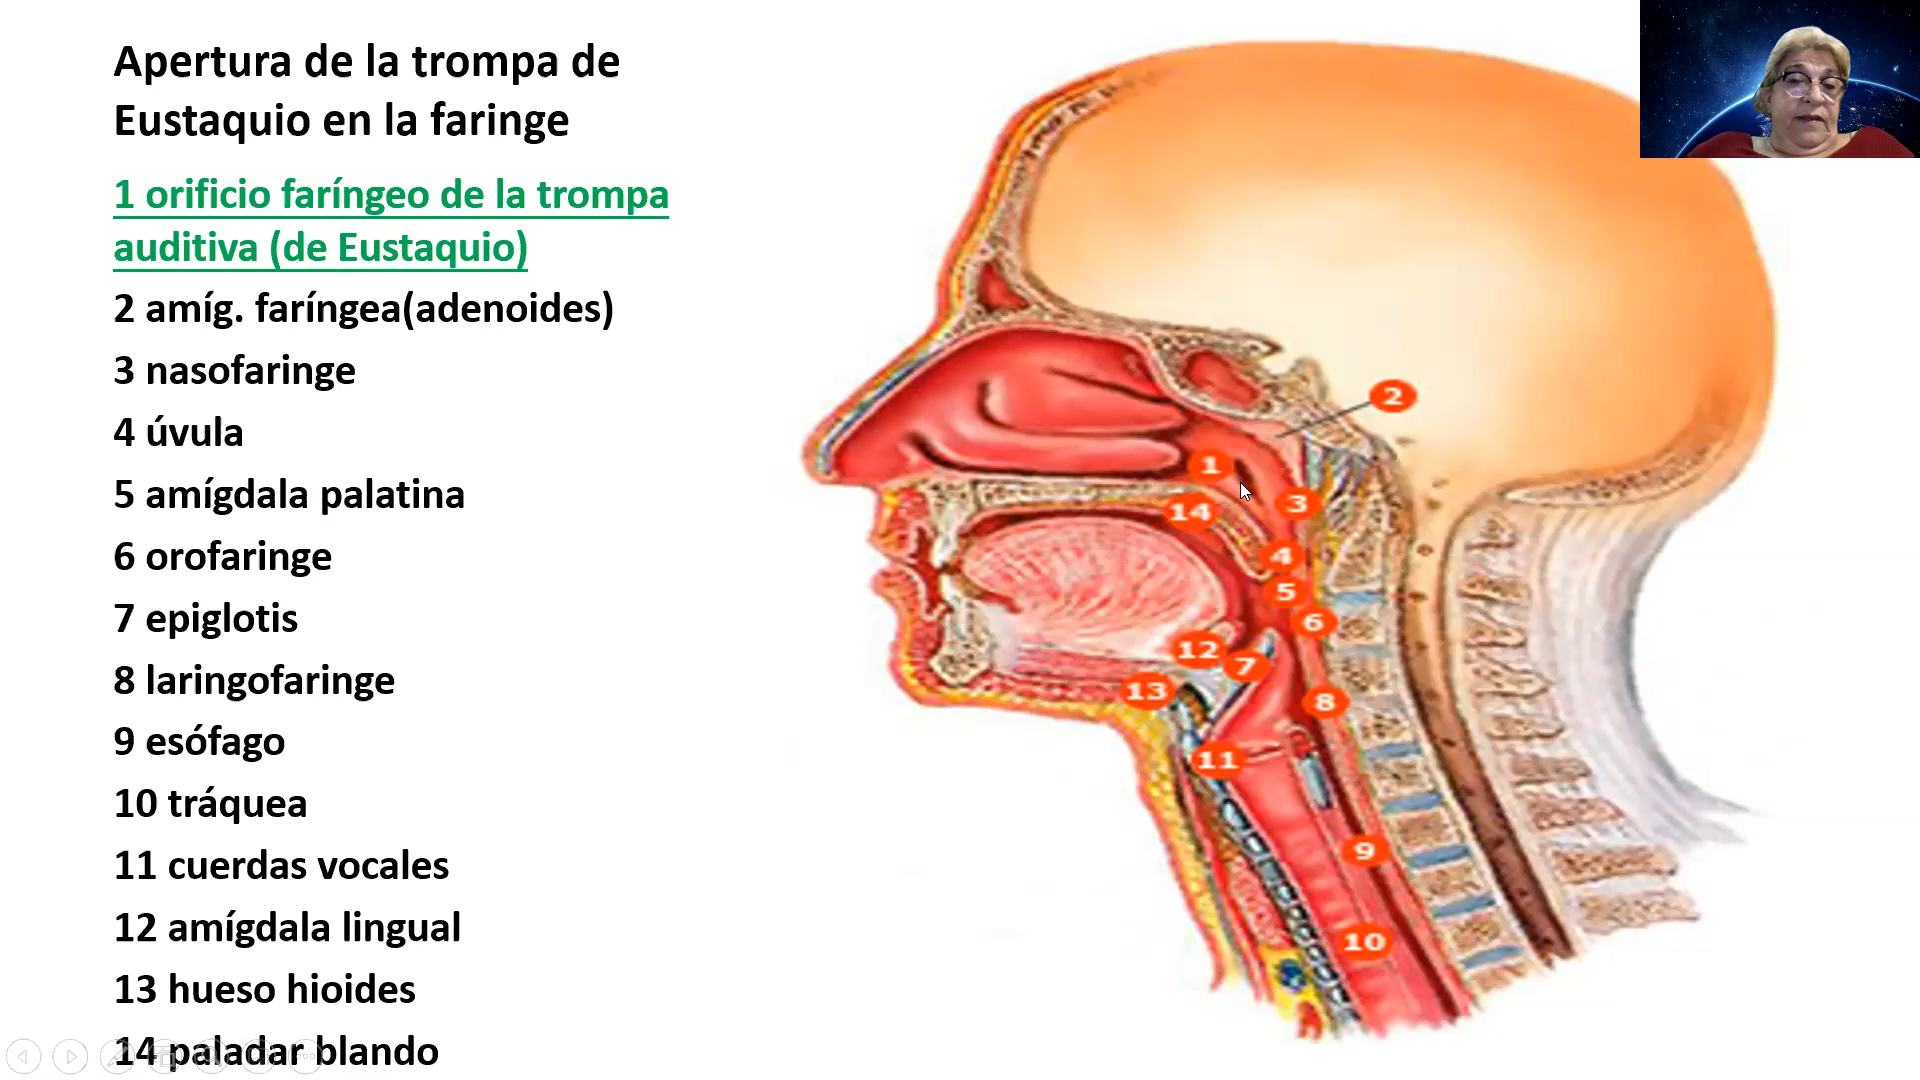 Apertura de la trompa de
Eustaquio en la faringe
1 orificio faríngeo de la trompa
auditiva (de Eustaquio)
2 amíg. faríngea(adenoides)
3 nasofaringe
4 úvula
5 amígdala palatina
6 orofaringe
7 epiglotis
8 laringofaringe
9 esófago
10 tráquea
11 cuerdas vocales
12 amígdala lingual
13 hueso hioides
14 paladar blando
2
1
3
14
4
5
6
12
7
13
8
11
9
10